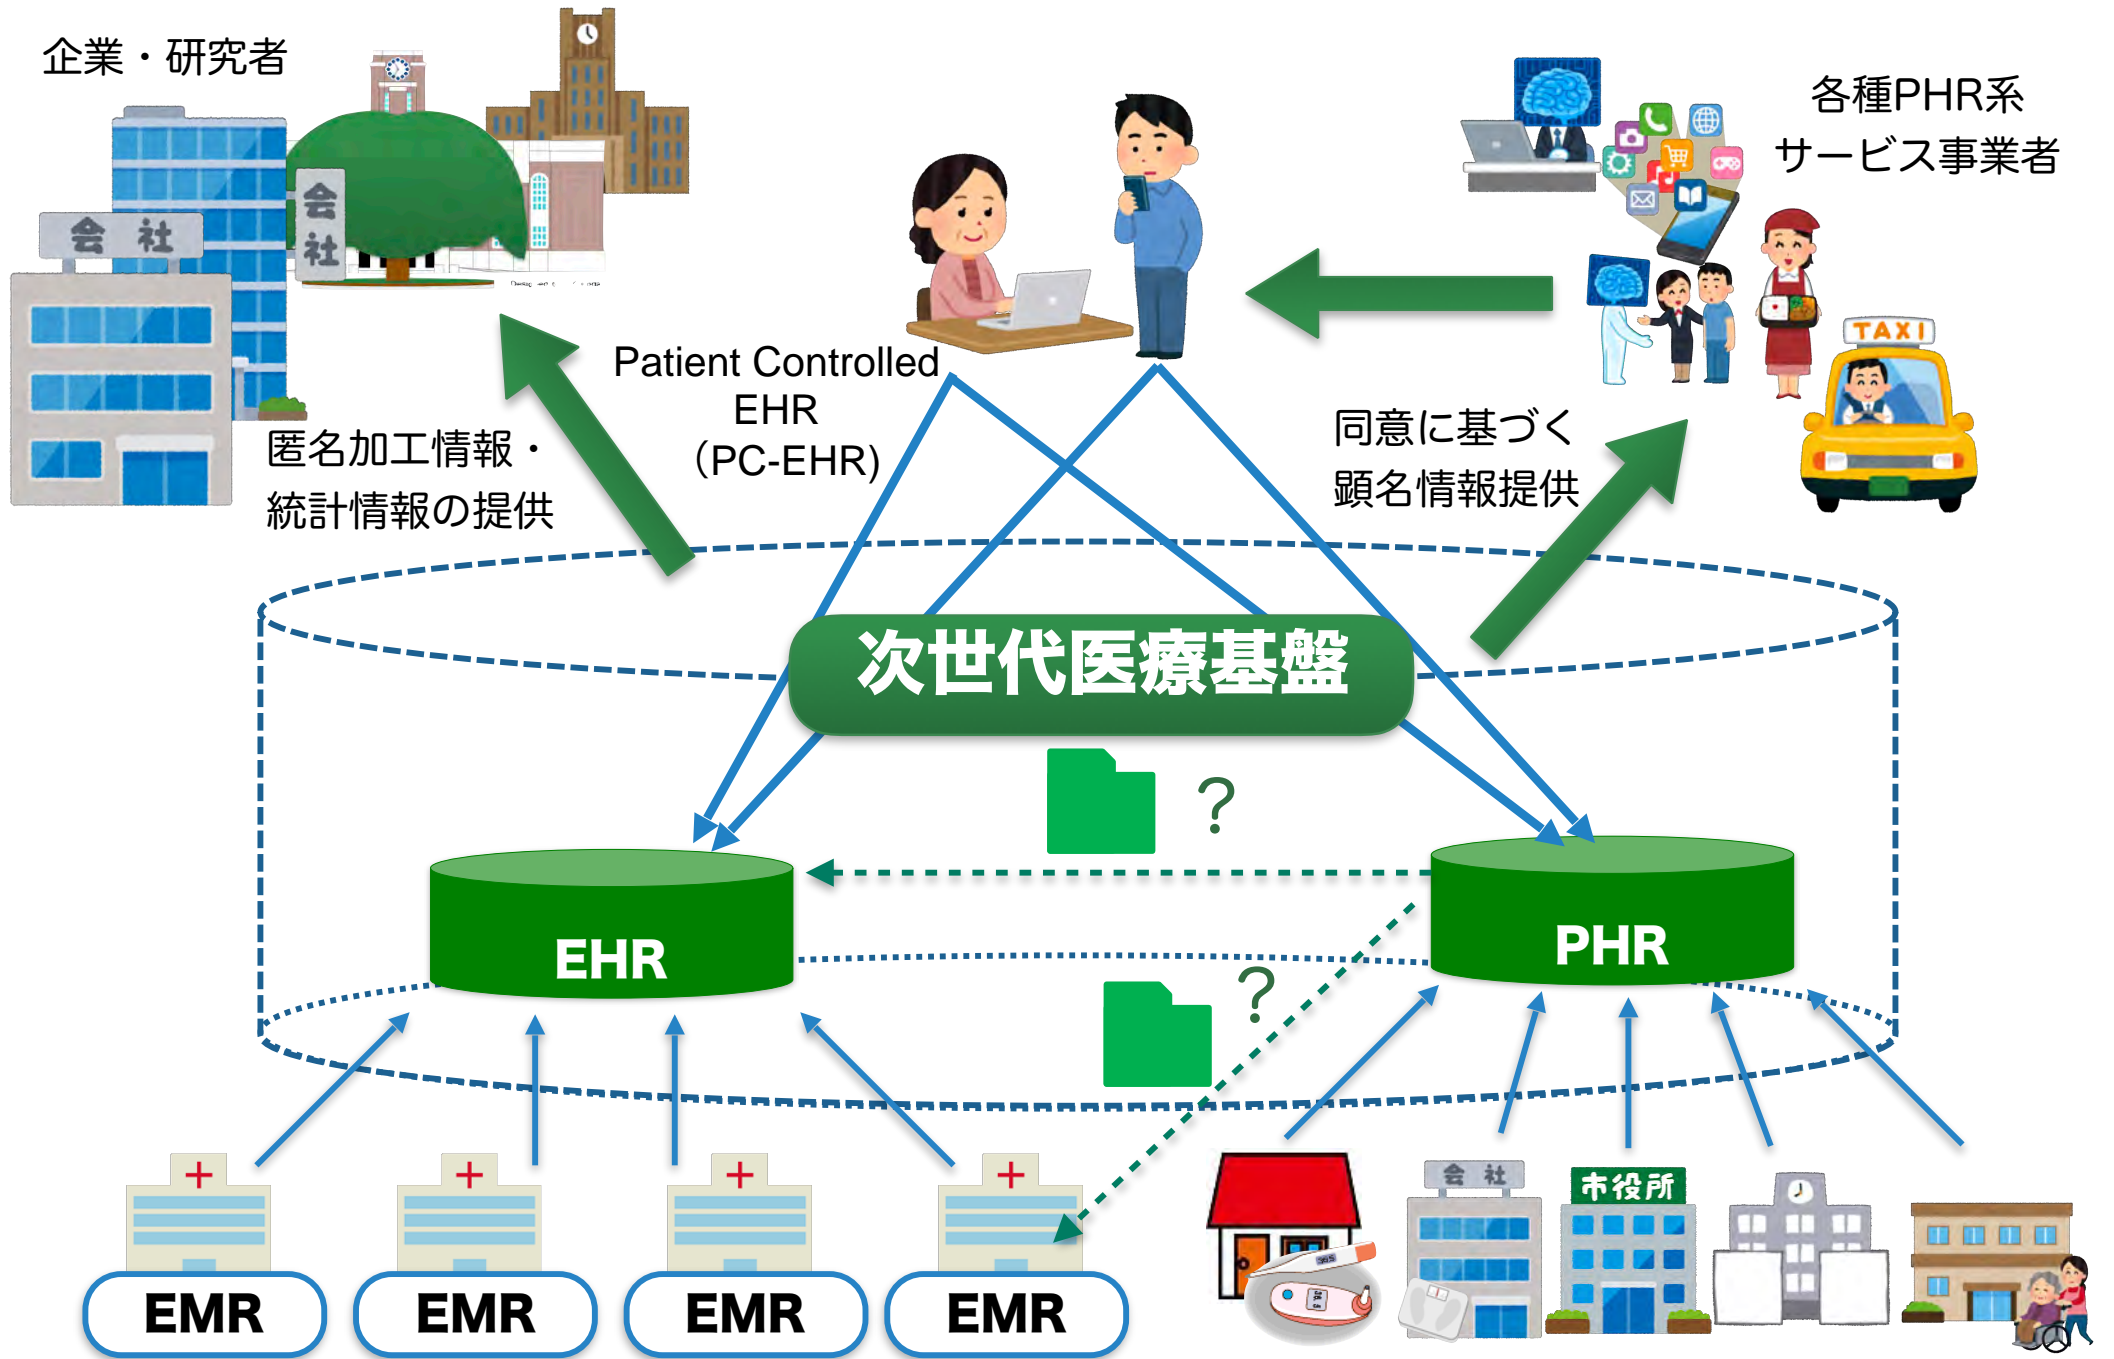 企業・研究者
会 社
会
社
各種PHR系
サービス事業者
TAXI
Patient Controlled
EHR
（PC-EHR)
匿名加工情報・
統計情報の提供
同意に基づく
顕名情報提供
次世代医療基盤
?
EHR
PHR
?
会 社
市役所
EMR
EMR
EMR
EMR